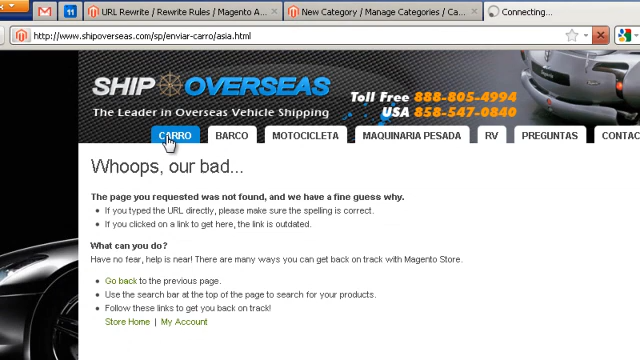 URL Rewrite / Rewrite Rules / Magento A...
New Category / Manage Categories / Ca...
Connecting...
11
http://www.shipoverseas.com/sp/enviar-carro/asia.html
SHIP OVERSEAS
The Leader in Overseas Vehicle Shipping
Toll Free 888-805-4994
USA 858-547-0840
CARRO BARCO MOTOCICLETA MAQUINARIA PESADA RV PREGUNTAS CONTAC
Whoops, our bad...
The page you requested was not found, and we have a fine guess why.
If you typed the URL directly, please make sure the spelling is correct.
If you clicked on a link to get here, the link is outdated.
What can you do?
Have no fear, help is near! There are many ways you can get back on track with Magento Store.
Go back to the previous page.
Use the search bar at the top of the page to search for your products.
Follow these links to get you back on track!
Store Home | My Account